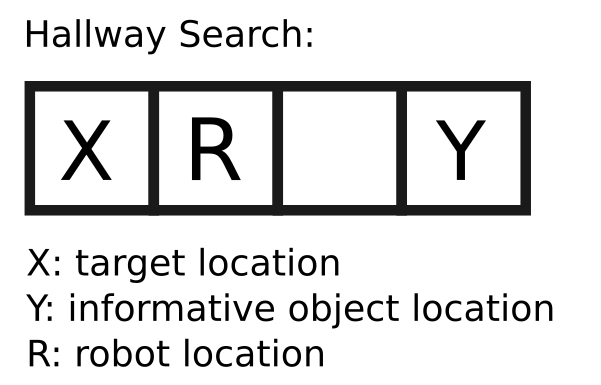 Hallway Search:
X R Y
X: target location
Y: informative object location
R: robot location